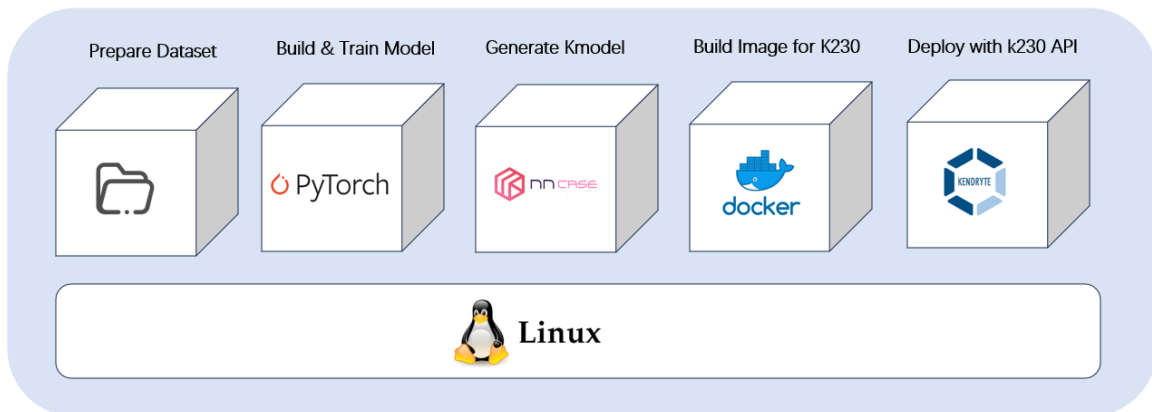 Prepare Dataset
Build & Train Model
Generate Kmodel
Build Image for K230
Deploy with k230 API
PyTorch
NNCASE
docker
KENDRYTE
Linux